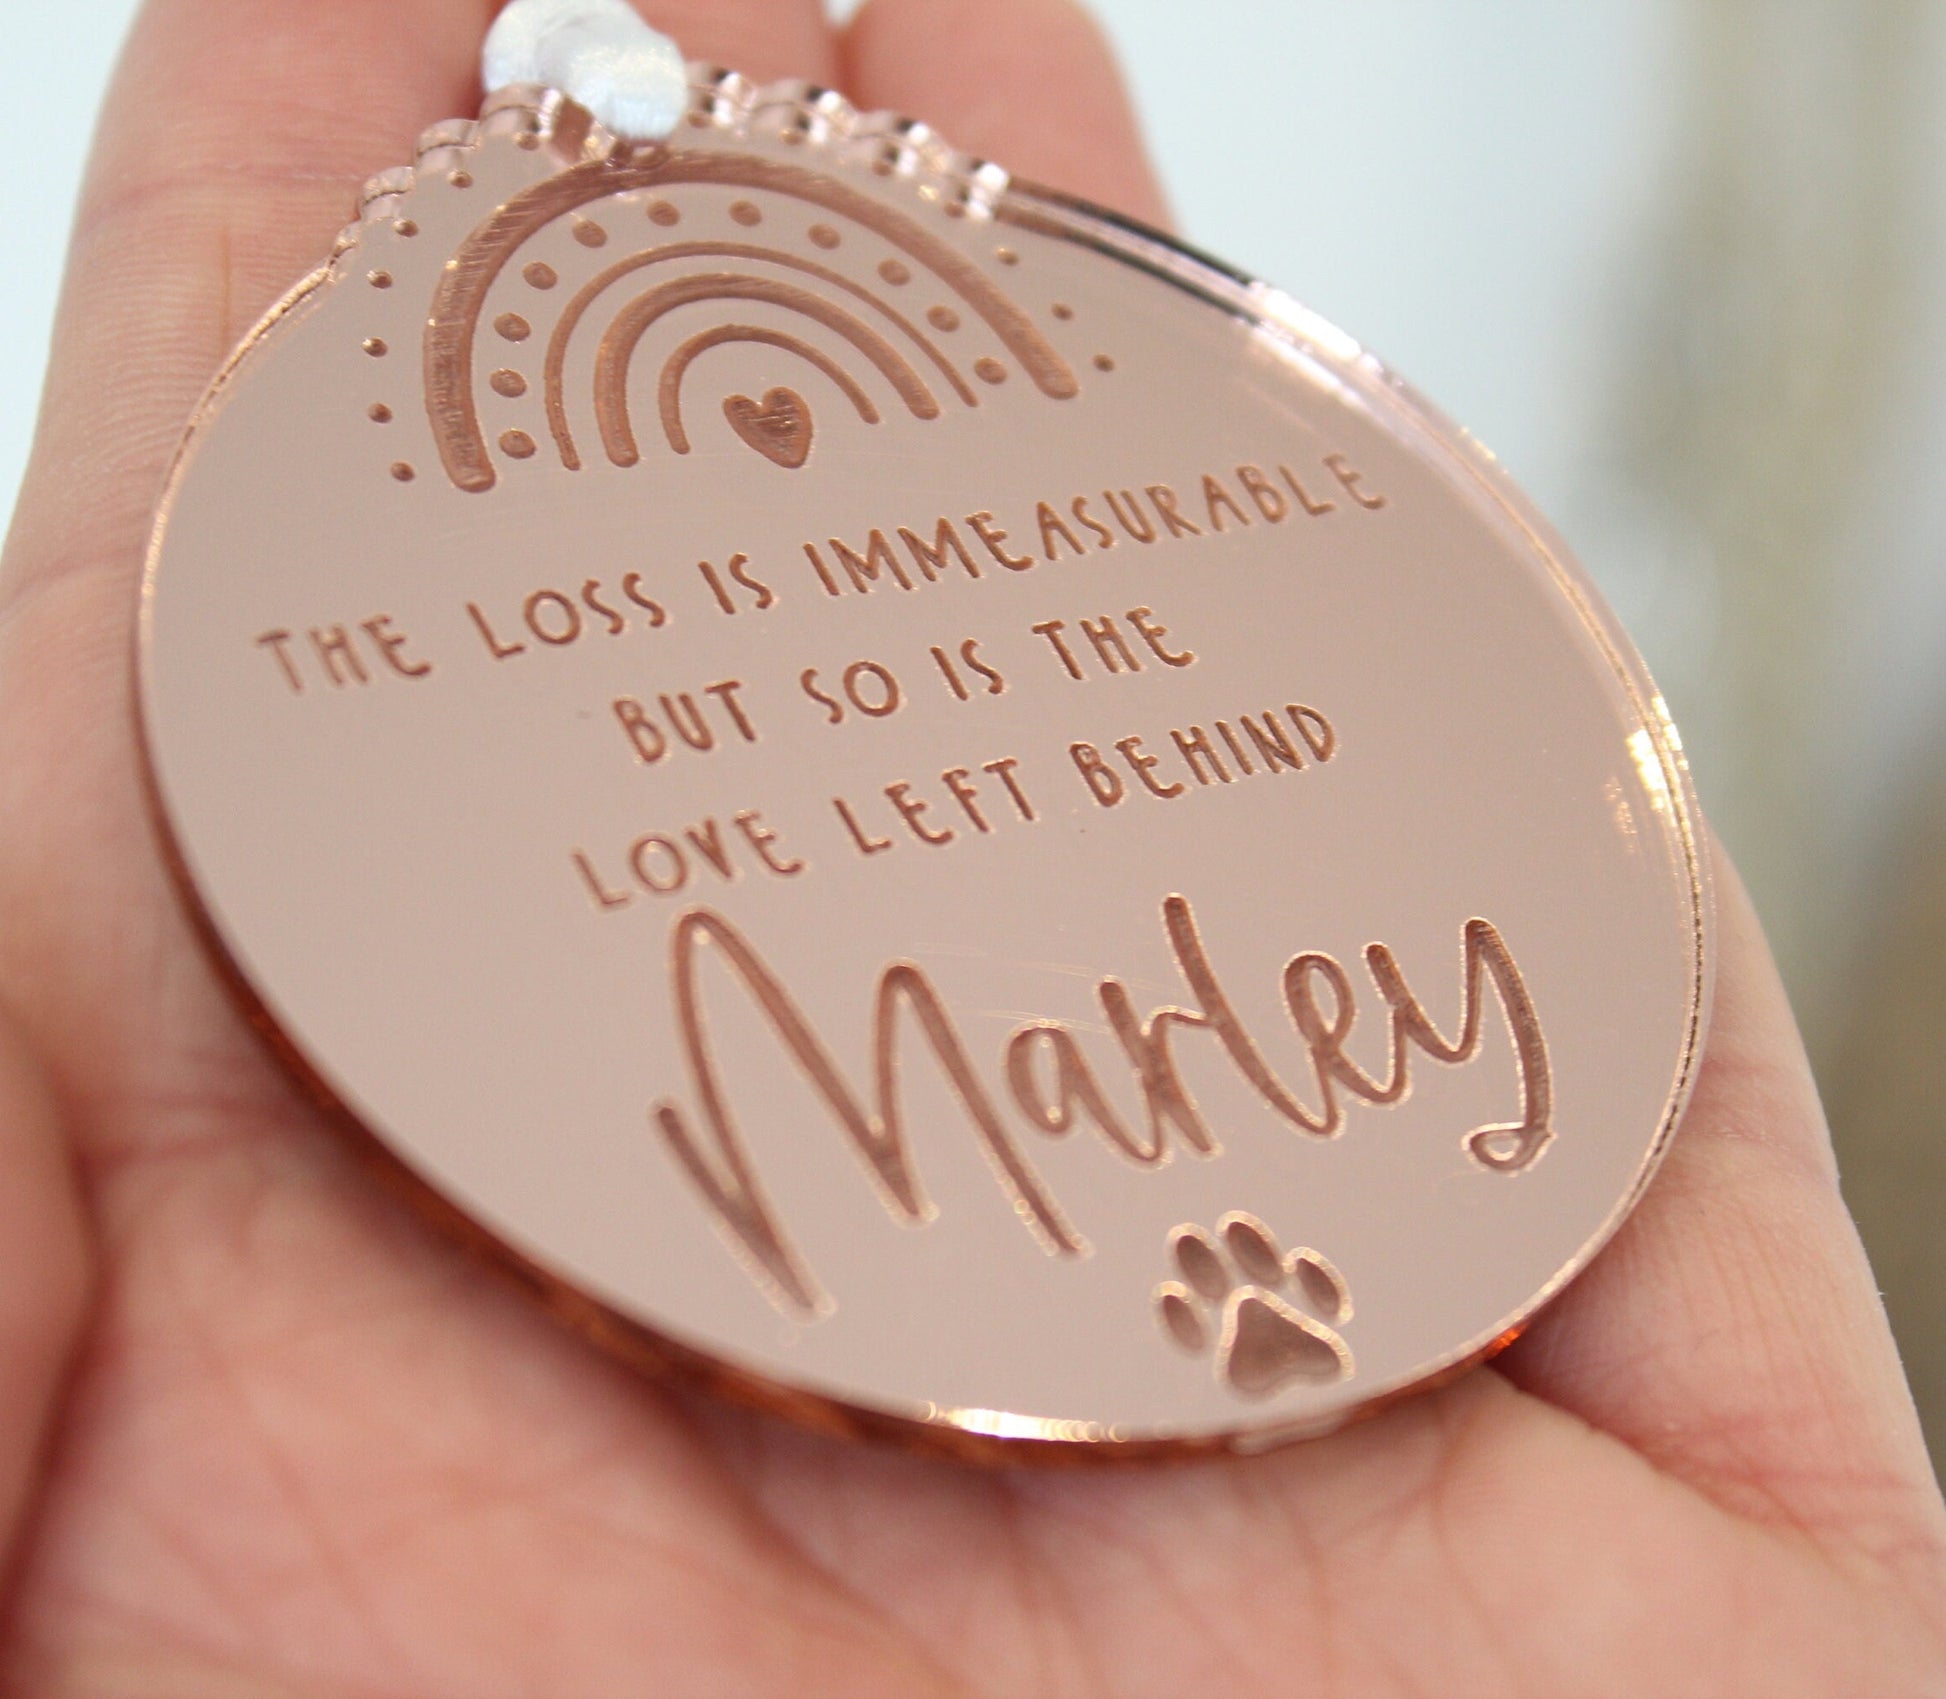 THE LOSS IS IMMEASURABLE
BUT SO IS THE
LOVE LEFT BEHIND
Marley